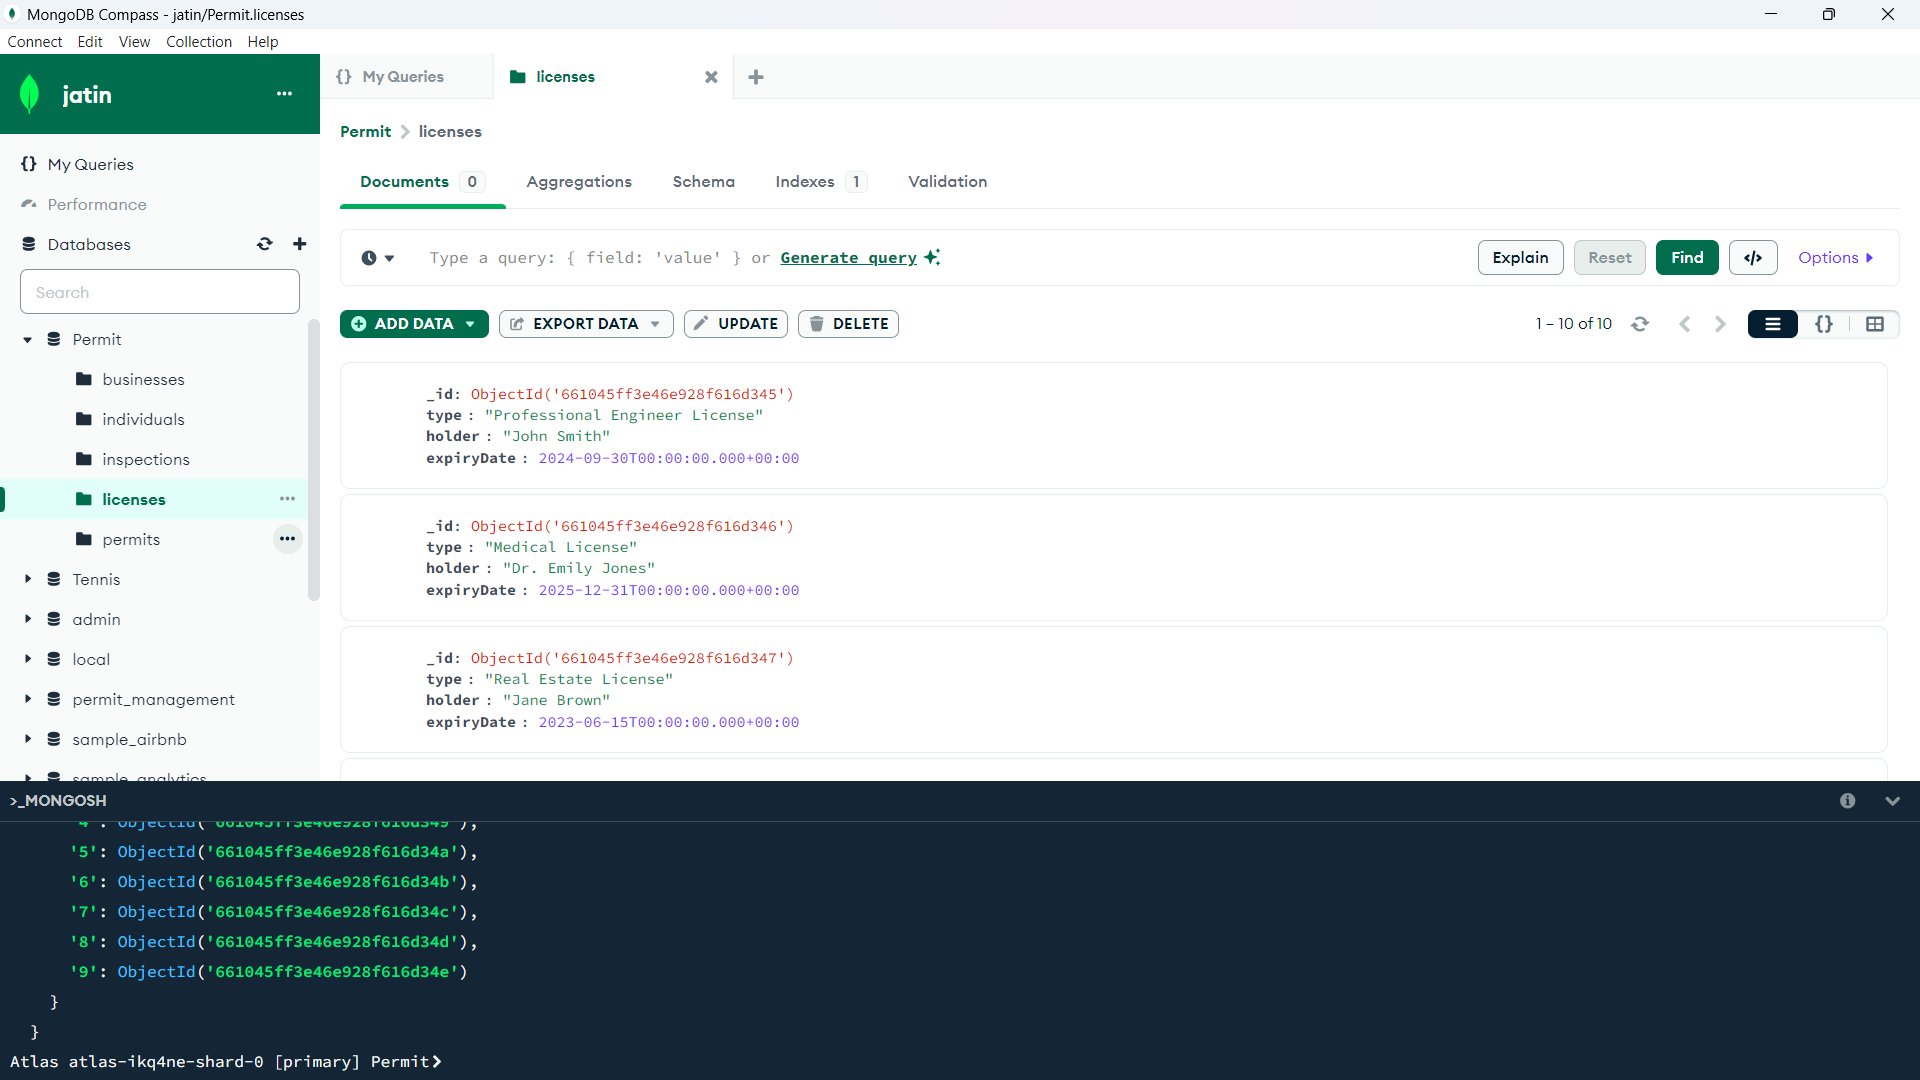 MongoDB Compass - jatin/Permit.licenses
Connect Edit View Collection Help
jatin
My Queries
Performance
Databases
Search
Permit
businesses
individuals
inspections
licenses
permits
Tennis
admin
local
permit_management
sample_airbnb
sample_analytics
{} My Queries
licenses
Permit > licenses
Documents 0 Aggregations Schema Indexes 1 Validation
Type a query: { field: 'value' } or Generate query
Explain Reset Find </> Options
ADD DATA EXPORT DATA UPDATE DELETE
1 – 10 of 10
_id: ObjectId('661045ff3e46e928f616d345')
type : "Professional Engineer License"
holder : "John Smith"
expiryDate : 2024-09-30T00:00:00.000+00:00
_id: ObjectId('661045ff3e46e928f616d346')
type : "Medical License"
holder : "Dr. Emily Jones"
expiryDate : 2025-12-31T00:00:00.000+00:00
_id: ObjectId('661045ff3e46e928f616d347')
type : "Real Estate License"
holder : "Jane Brown"
expiryDate : 2023-06-15T00:00:00.000+00:00
>_MONGOSH
'4': ObjectId('661045ff3e46e928f616d349'),
'5': ObjectId('661045ff3e46e928f616d34a'),
'6': ObjectId('661045ff3e46e928f616d34b'),
'7': ObjectId('661045ff3e46e928f616d34c'),
'8': ObjectId('661045ff3e46e928f616d34d'),
'9': ObjectId('661045ff3e46e928f616d34e')
}
}
Atlas atlas-ikq4ne-shard-0 [primary] Permit>